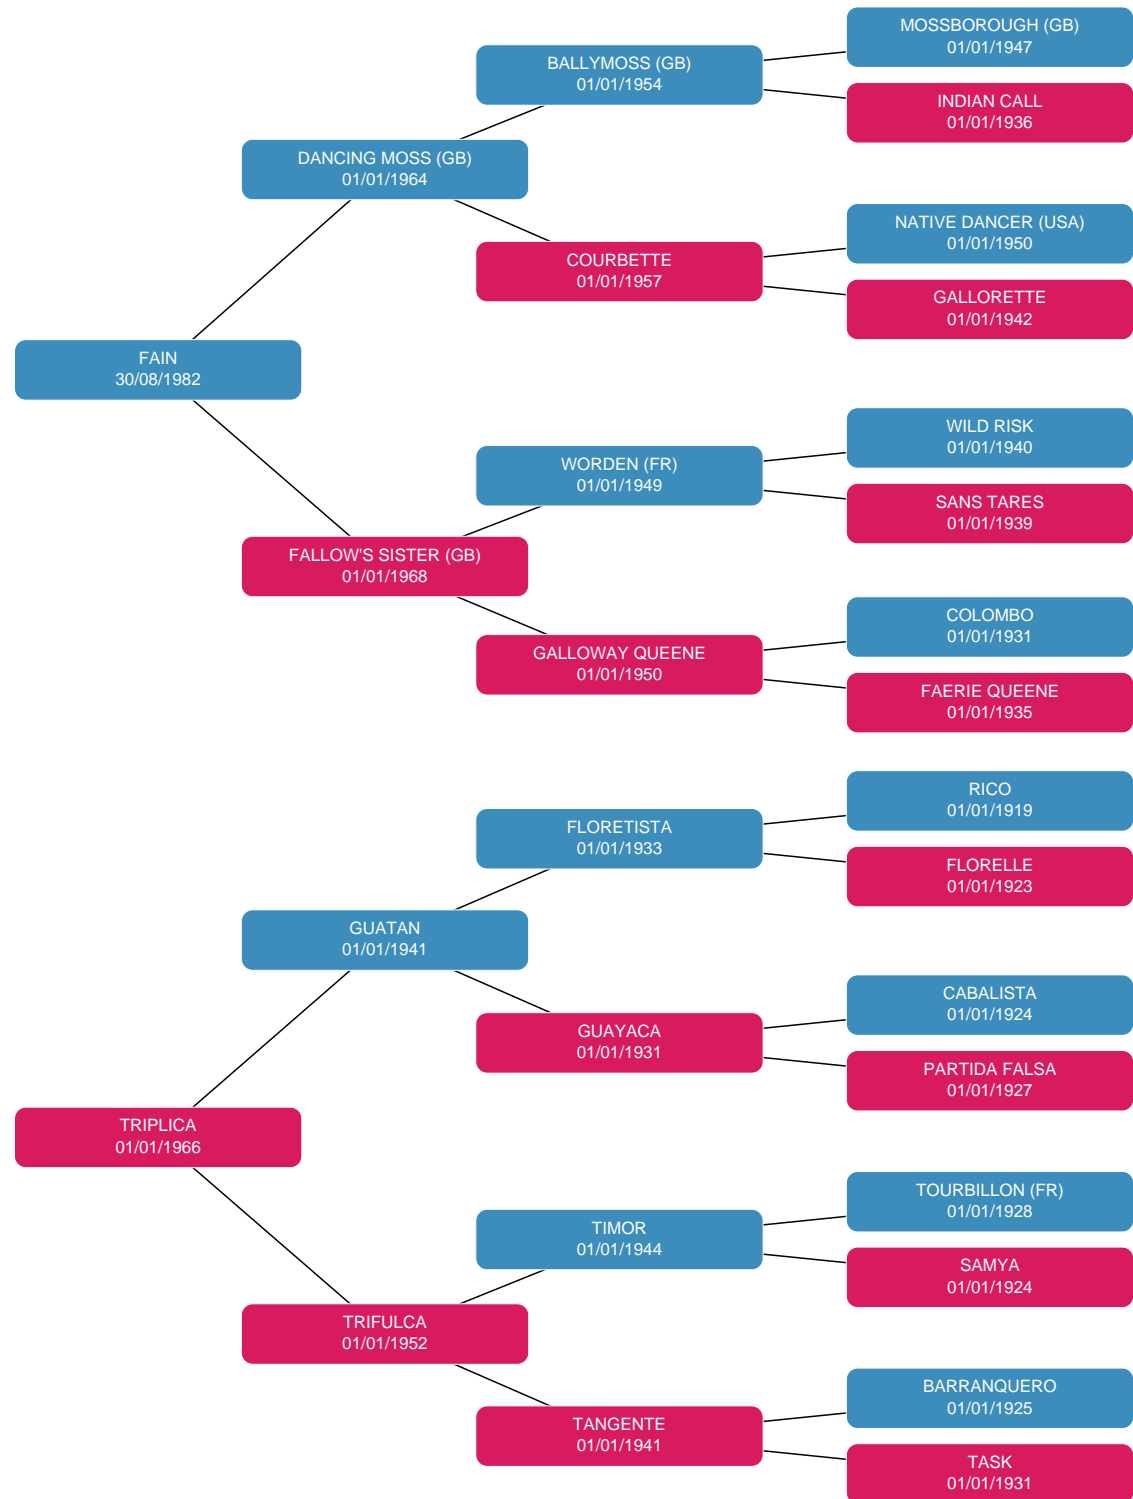 MOSSBOROUGH (GB)
01/01/1947
BALLYMOSS (GB)
01/01/1954
INDIAN CALL
01/01/1936
DANCING MOSS (GB)
01/01/1964
NATIVE DANCER (USA)
01/01/1950
COURBETTE
01/01/1957
GALLORETTE
01/01/1942
FAIN
30/08/1982
WILD RISK
01/01/1940
WORDEN (FR)
01/01/1949
SANS TARES
01/01/1939
FALLOW'S SISTER (GB)
01/01/1968
COLOMBO
01/01/1931
GALLOWAY QUEENE
01/01/1950
FAERIE QUEENE
01/01/1935
RICO
01/01/1919
FLORETISTA
01/01/1933
FLORELLE
01/01/1923
GUATAN
01/01/1941
CABALISTA
01/01/1924
GUAYACA
01/01/1931
PARTIDA FALSA
01/01/1927
TRIPLICA
01/01/1966
TOURBILLON (FR)
01/01/1928
TIMOR
01/01/1944
SAMYA
01/01/1924
TRIFULCA
01/01/1952
BARRANQUERO
01/01/1925
TANGENTE
01/01/1941
TASK
01/01/1931